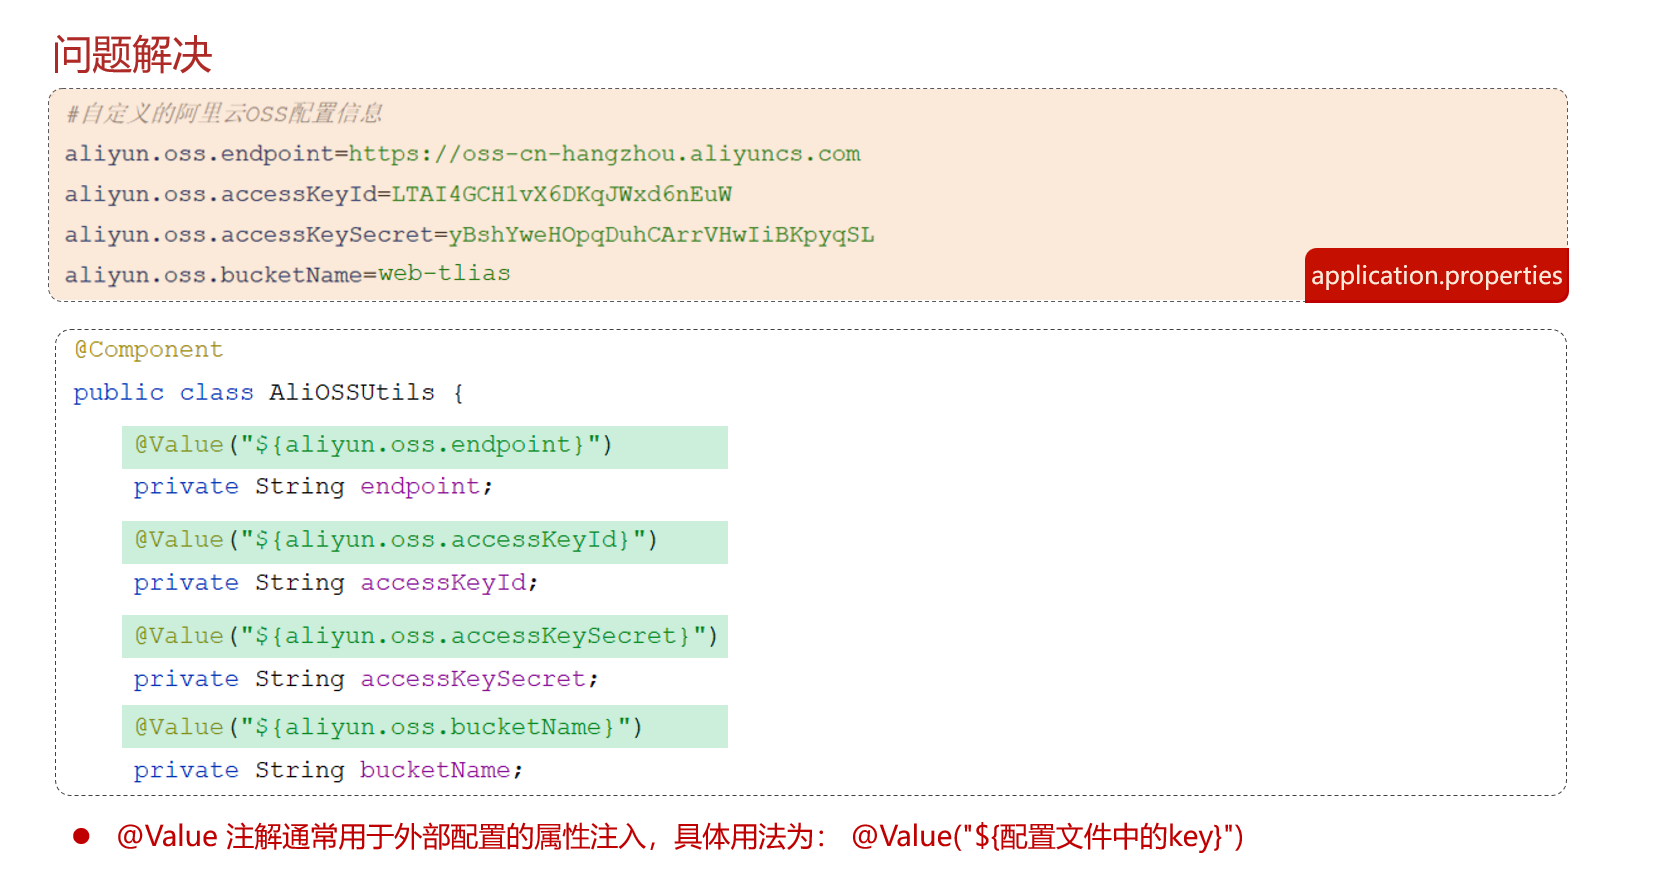 问题解决
#自定义的阿里云OSS配置信息
aliyun.oss.endpoint=https://oss-cn-hangzhou.aliyuncs.com
aliyun.oss.accessKeyId=LTAI4GCH1vX6DKqJWxd6nEuW
aliyun.oss.accessKeySecret=yBshYweHOpqDuhCArrVHwIiBKpyqSL
aliyun.oss.bucketName=web-tlias
application.properties
@Component
public class AliOSSUtils {
@Value("${aliyun.oss.endpoint}")
private String endpoint;
@Value("${aliyun.oss.accessKeyId}")
private String accessKeyId;
@Value("${aliyun.oss.accessKeySecret}")
private String accessKeySecret;
@Value("${aliyun.oss.bucketName}")
private String bucketName;
● @Value 注解通常用于外部配置的属性注入，具体用法为： @Value("${配置文件中的key}")